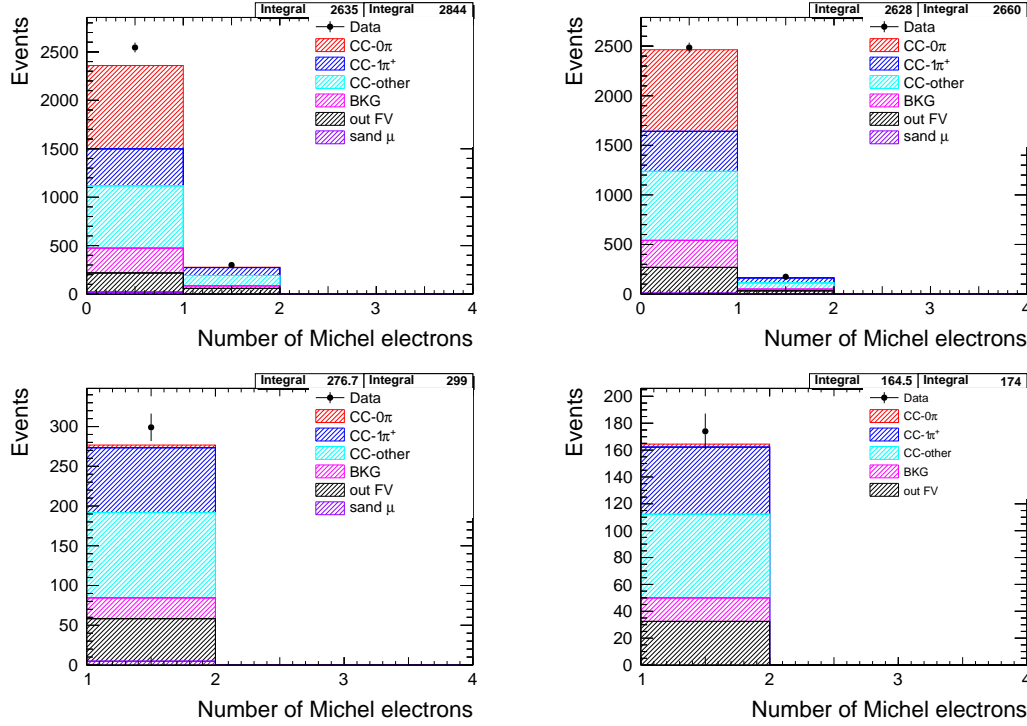 Integral 2635 Integral 2844
Events
2500
2000
1500
1000
500
0
Data
CC-0π
CC-1π⁺
CC-other
BKG
out FV
sand μ
0 1 2 3 4
Number of Michel electrons
Integral 2628 Integral 2660
Events
2500
2000
1500
1000
500
0
Data
CC-0π
CC-1π⁺
CC-other
BKG
out FV
sand μ
0 1 2 3 4
Numer of Michel electrons
Integral 276.7 Integral 299
Events
300
250
200
150
100
50
0
Data
CC-0π
CC-1π⁺
CC-other
BKG
out FV
sand μ
1 2 3 4
Number of Michel electrons
Integral 164.5 Integral 174
Events
200
180
160
140
120
100
80
60
40
20
0
Data
CC-0π
CC-1π⁺
CC-other
BKG
out FV
1 2 3 4
Number of Michel electrons